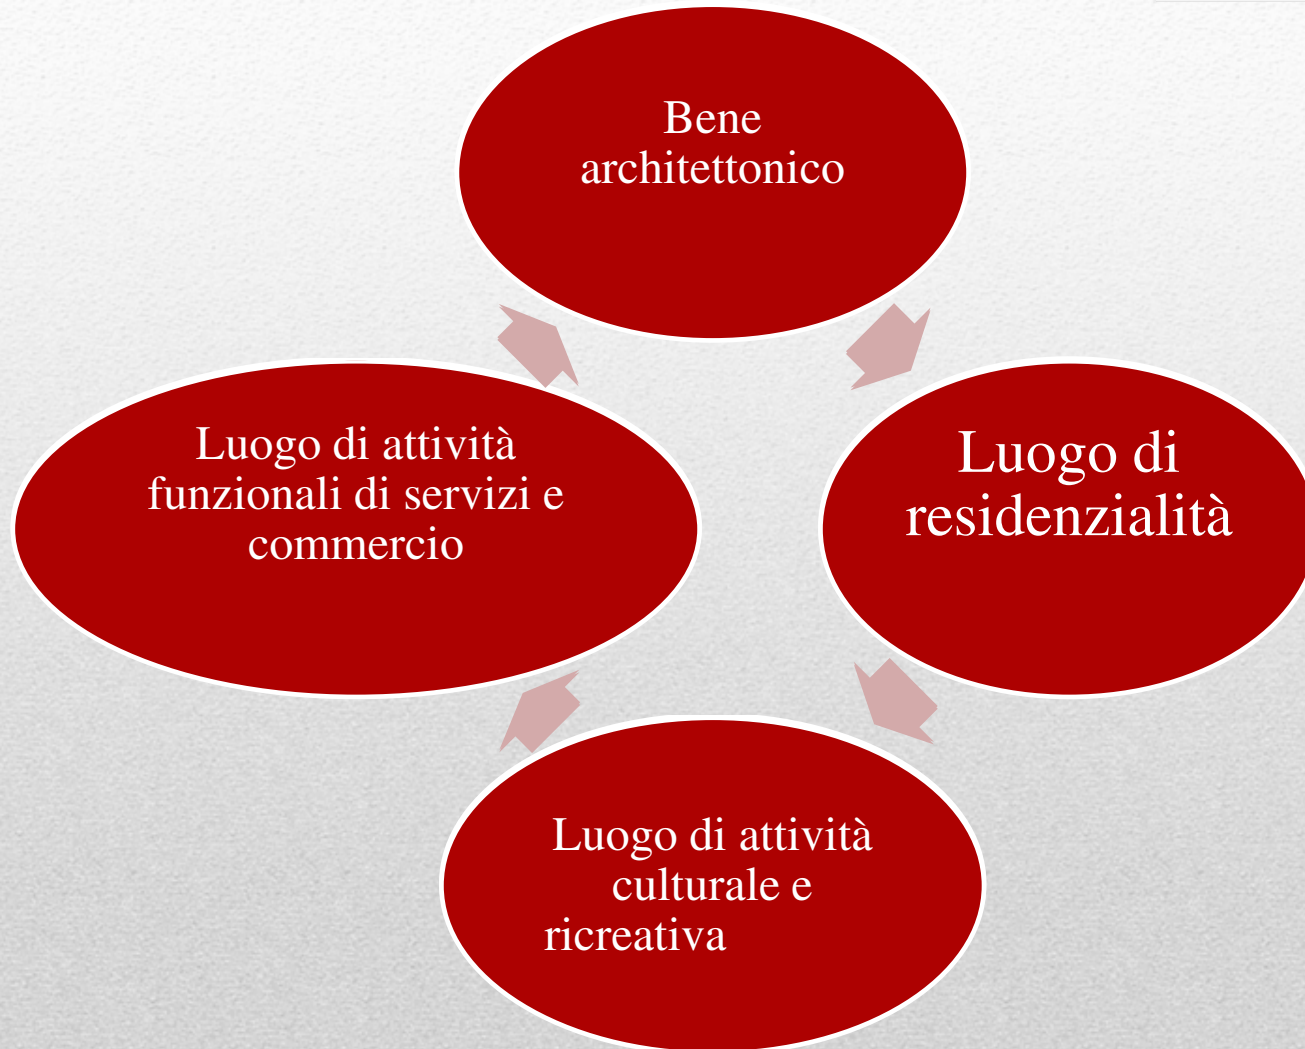 Bene
architettonico
Luogo di attività
funzionali di servizi e
commercio
Luogo di
residenzialità
Luogo di attività
culturale e
ricreativa